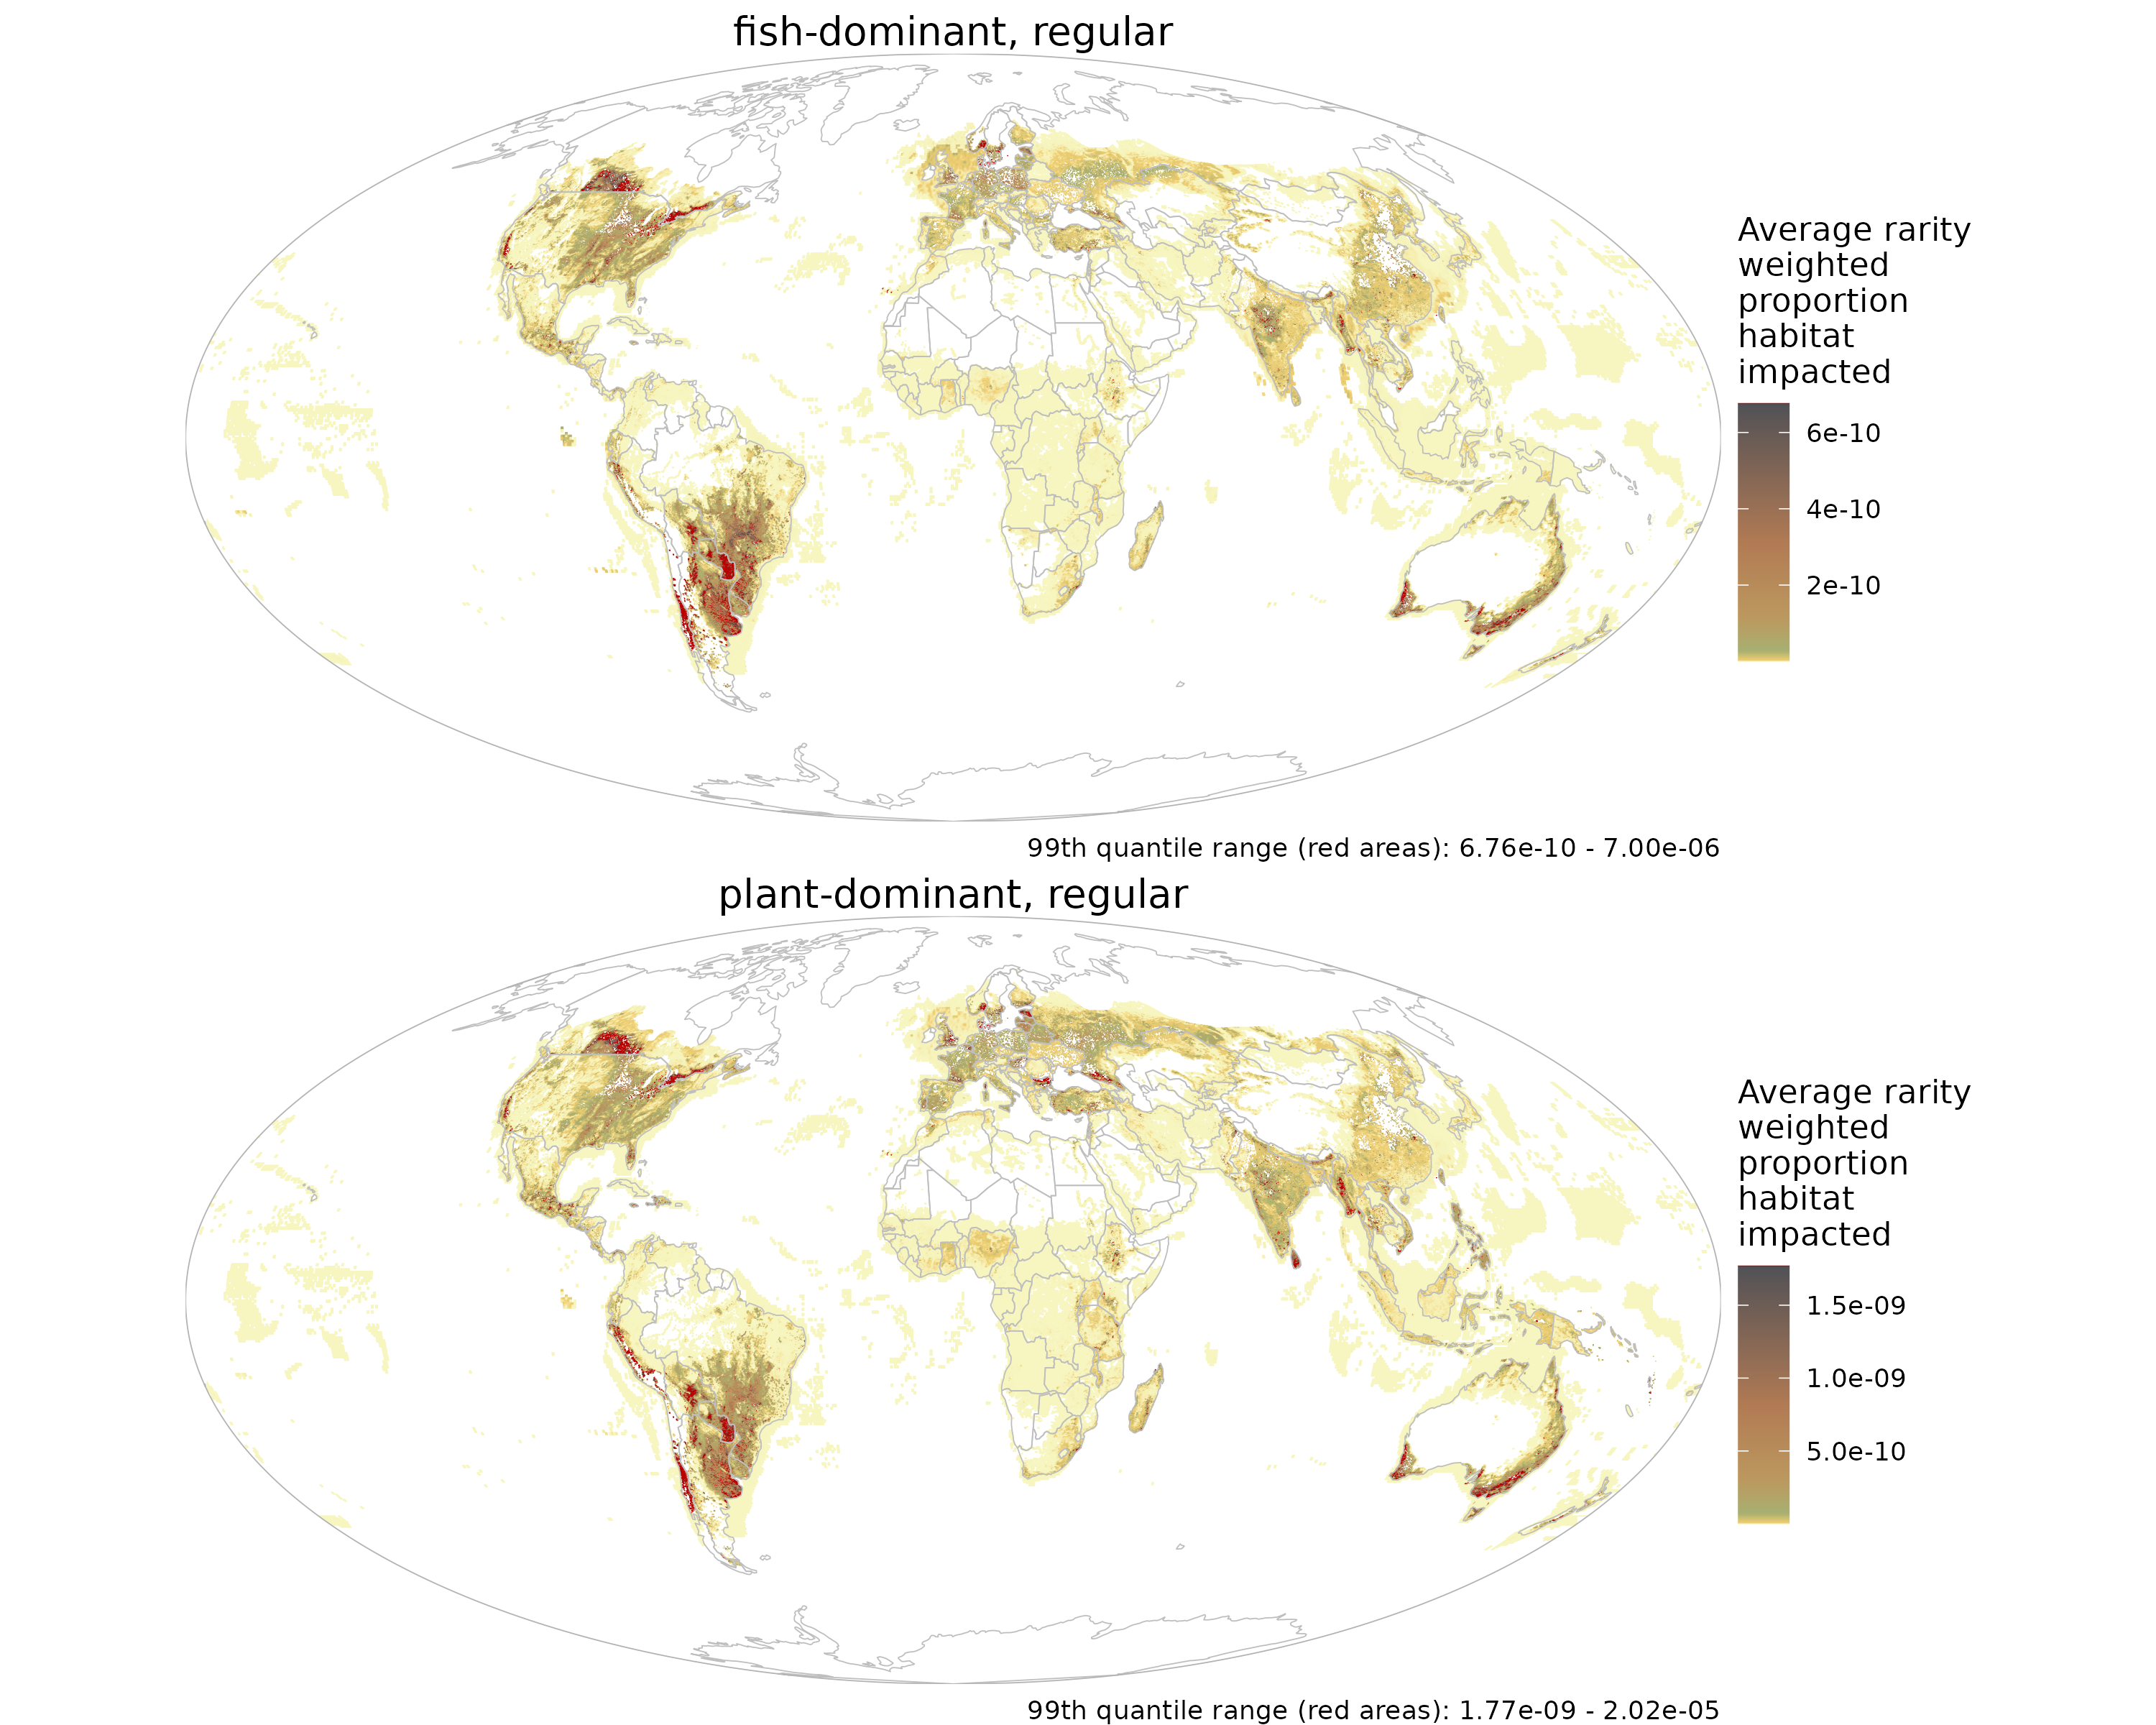 fish-dominant, regular
Average rarity
weighted
proportion
habitat
impacted
6e-10
4e-10
2e-10
99th quantile range (red areas): 6.76e-10 - 7.00e-06
plant-dominant, regular
Average rarity
weighted
proportion
habitat
impacted
1.5e-09
1.0e-09
5.0e-10
99th quantile range (red areas): 1.77e-09 - 2.02e-05